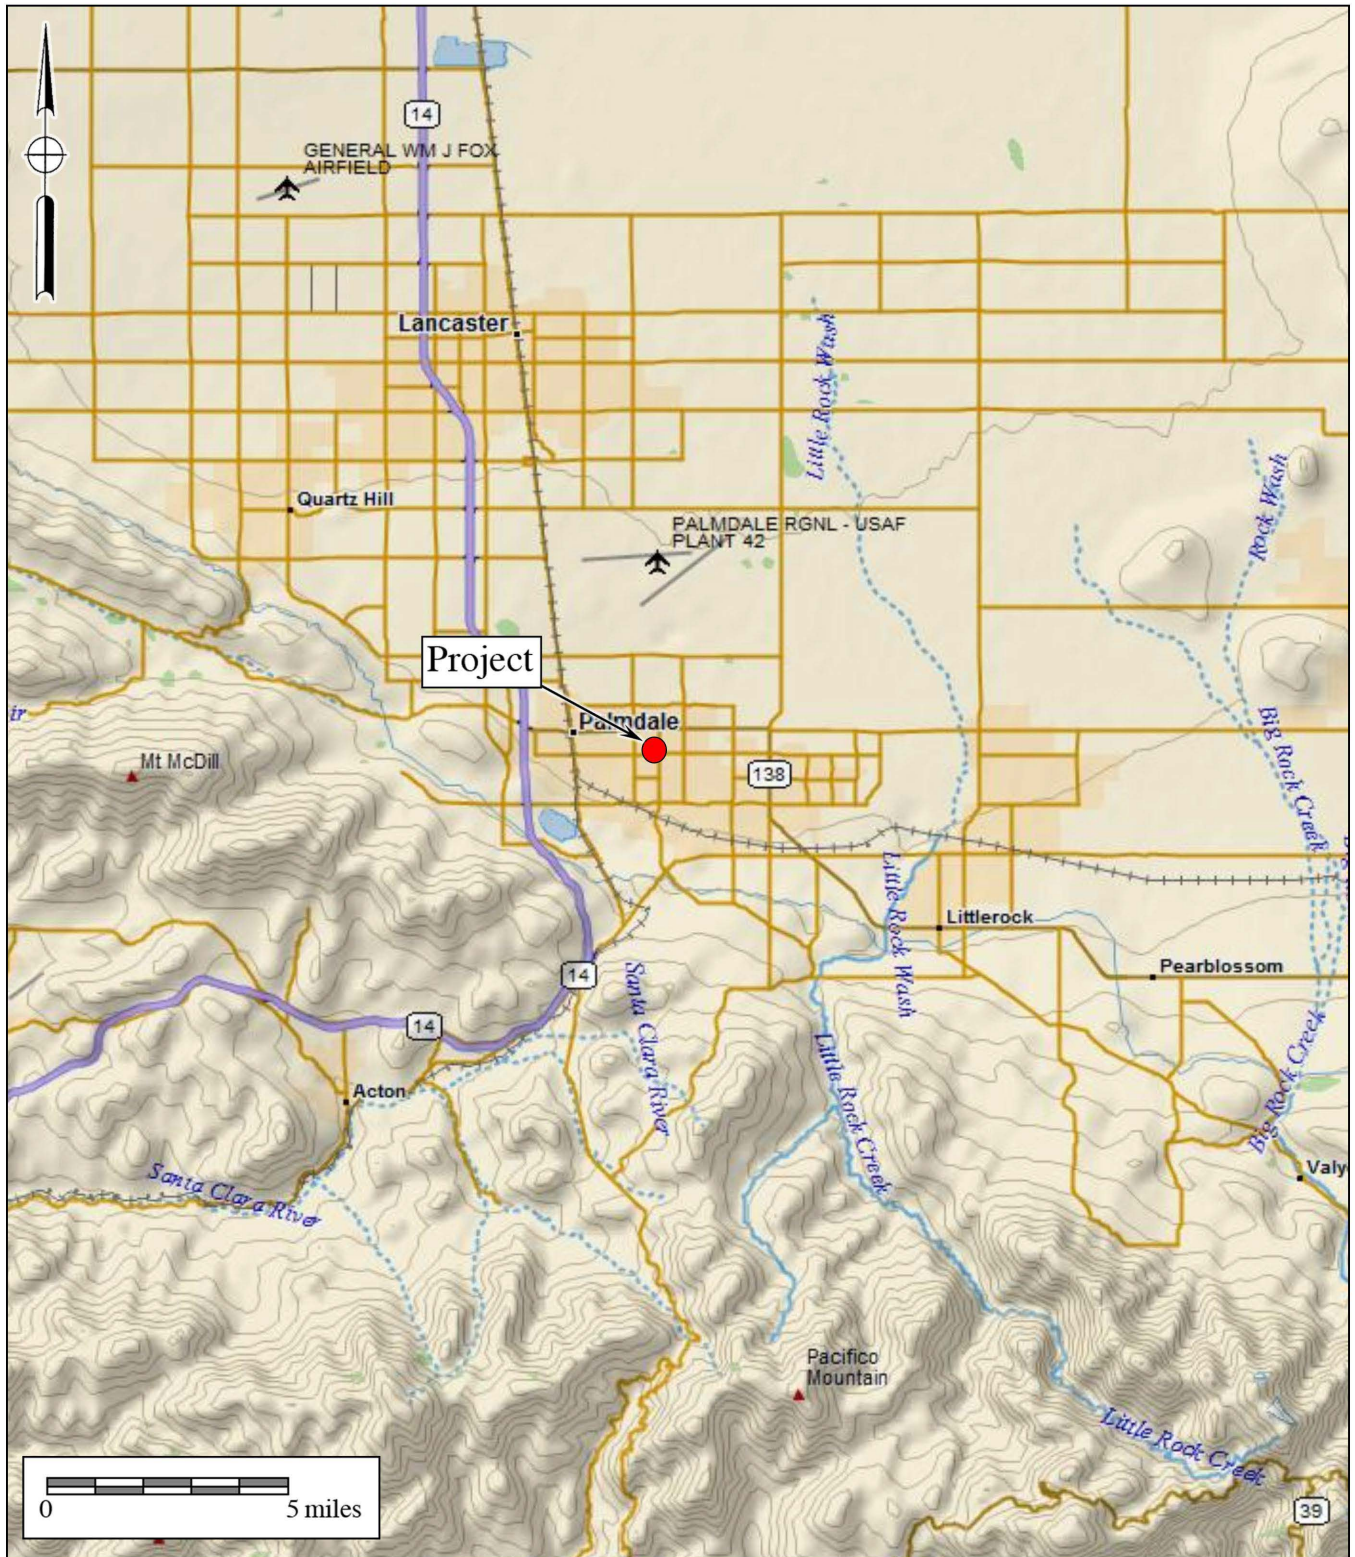 14
GENERAL WM J FOX
AIRFIELD
Lancaster
Little Rock Wash
Rock Wash
Quartz Hill
PALMDALE RGNL - USAF
PLANT 42
Project
ir
Palmdale
Big Rock Creek
Mt McDill
138
Little Rock Wash
Littlerock
Pearblossom
14
Santa Clara River
14
Little Rock Creek
Acton
Big Rock Creek
Santa Clara River
Valy
Pacifico
Mountain
Little Rock Creek
0 5 miles
39